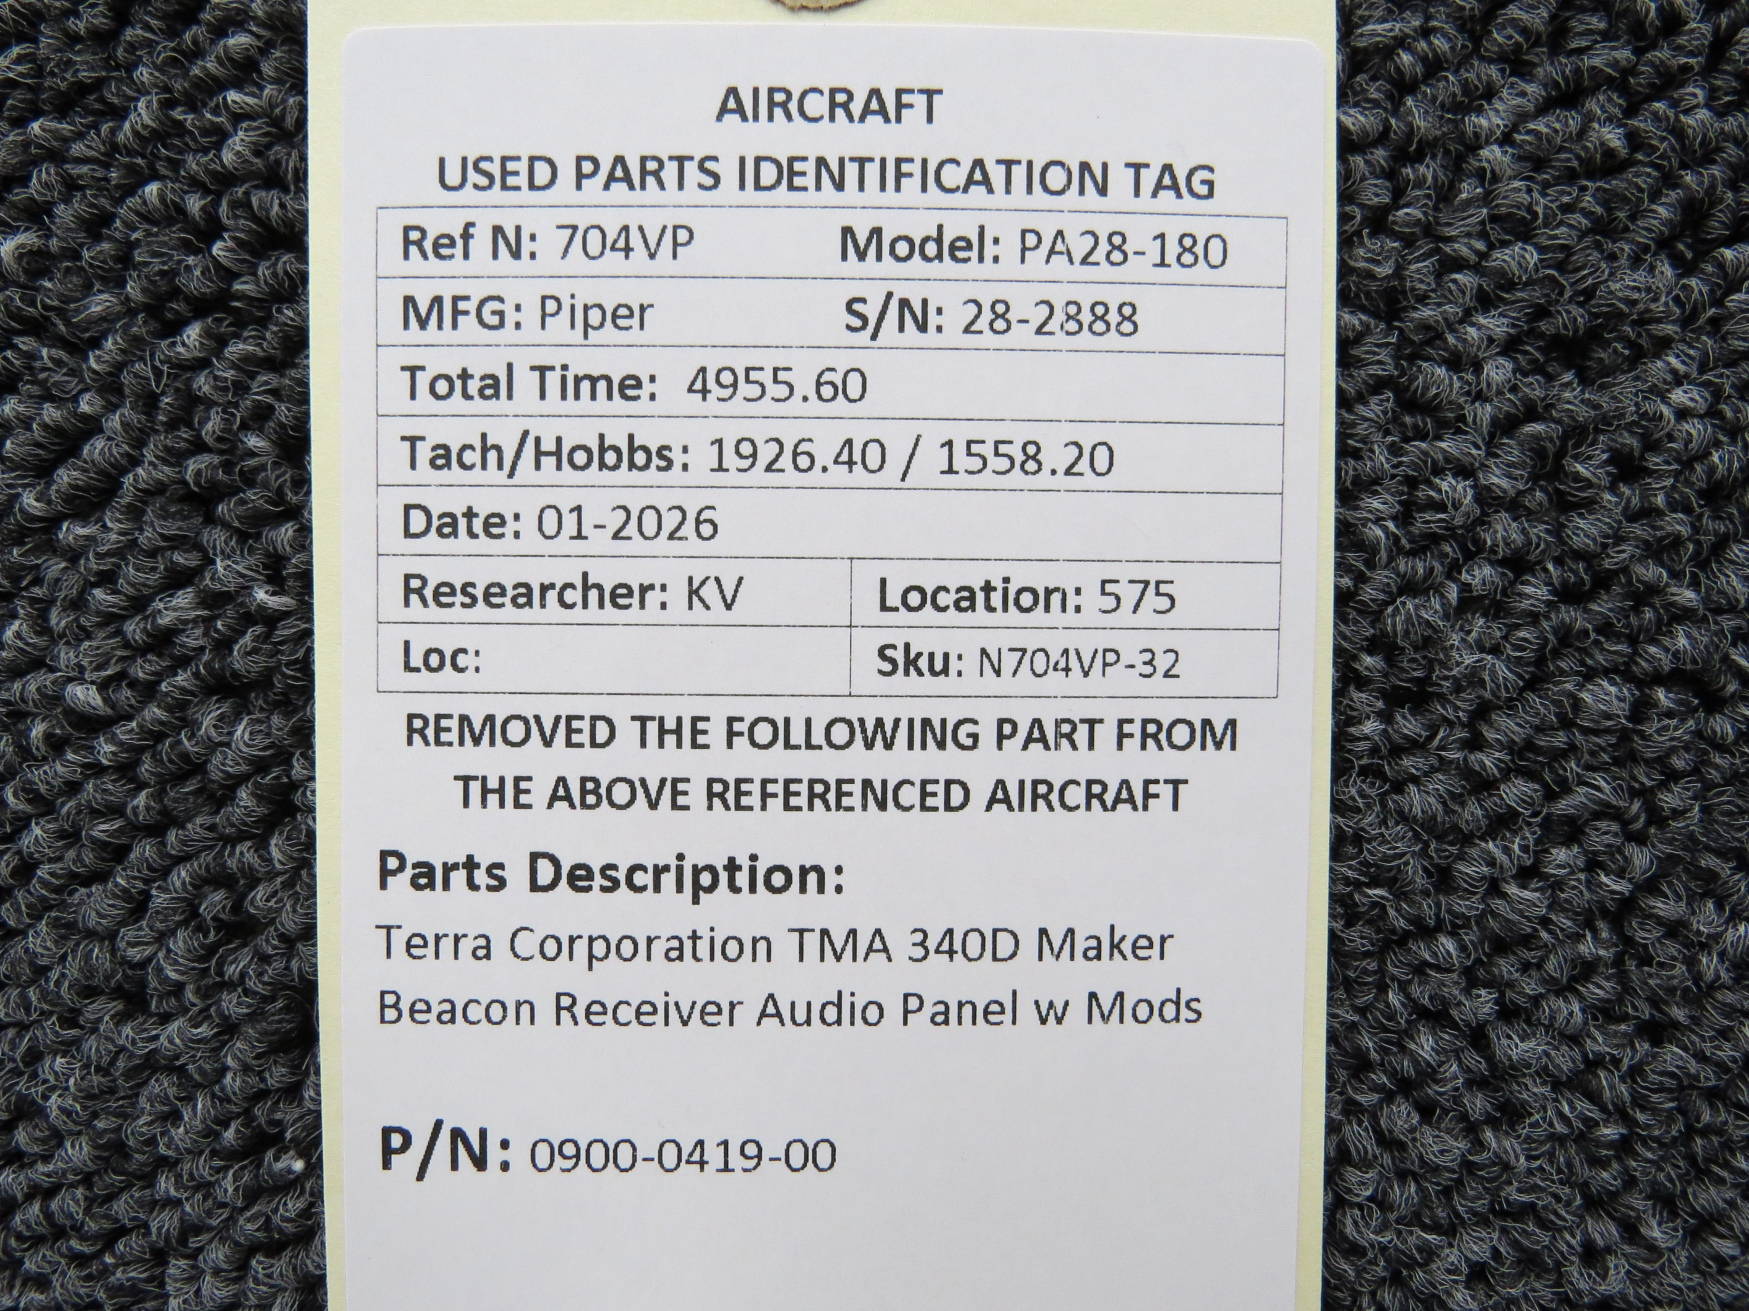 AIRCRAFT
USED PARTS IDENTIFICATION TAG
Ref N: 704VP Model: PA28-180
MFG: Piper S/N: 28-2888
Total Time: 4955.60
Tach/Hobbs: 1926.40 / 1558.20
Date: 01-2026
Researcher: KV Location: 575
Loc: Sku: N704VP-32
REMOVED THE FOLLOWING PART FROM
THE ABOVE REFERENCED AIRCRAFT
Parts Description:
Terra Corporation TMA 340D Maker
Beacon Receiver Audio Panel w Mods
P/N: 0900-0419-00